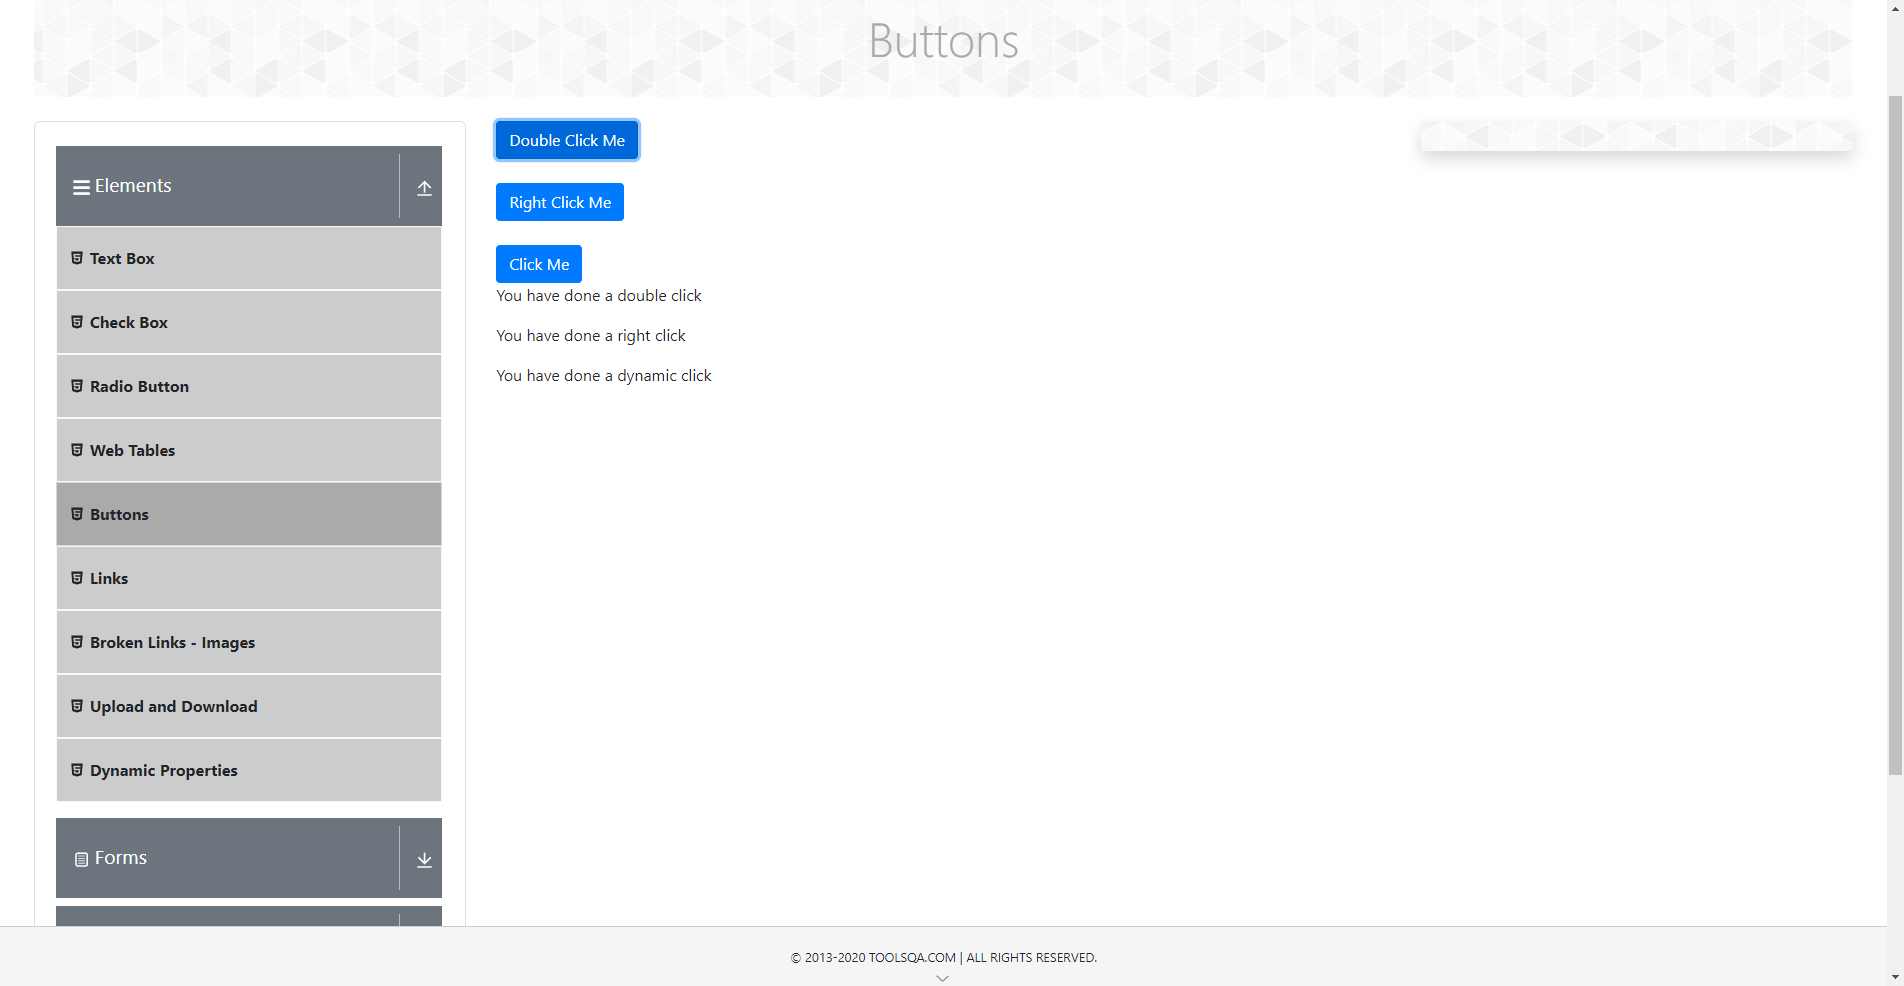 Buttons
Elements
Text Box
Check Box
Radio Button
Web Tables
Buttons
Links
Broken Links - Images
Upload and Download
Dynamic Properties
Forms
Double Click Me
Right Click Me
Click Me
You have done a double click
You have done a right click
You have done a dynamic click
© 2013-2020 TOOLSQA.COM | ALL RIGHTS RESERVED.